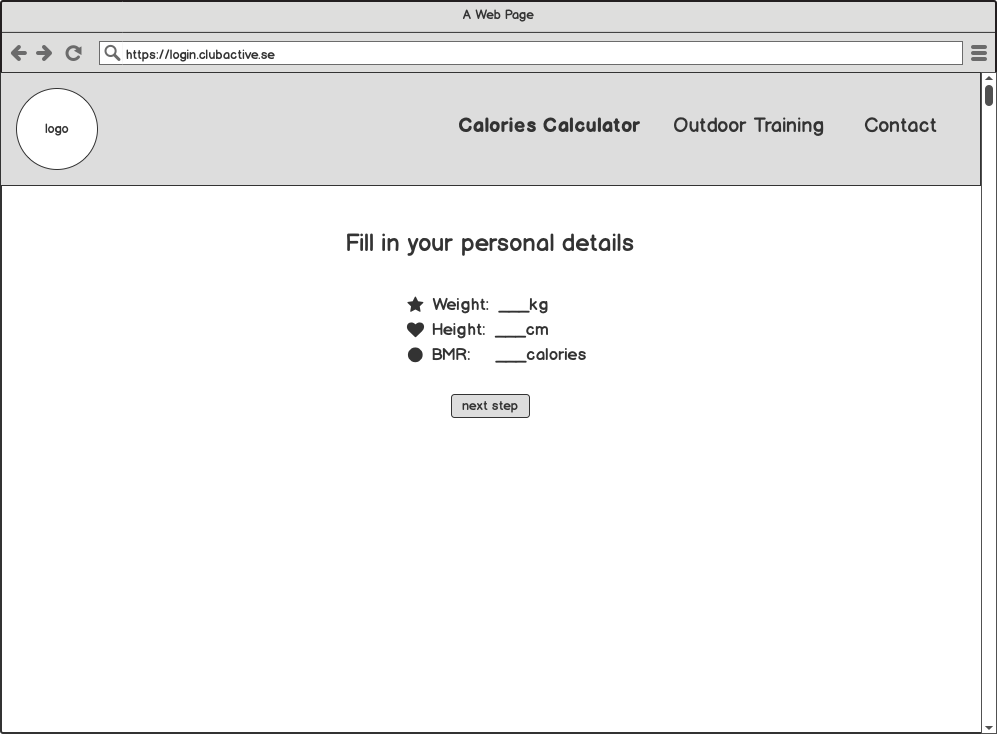 A Web Page
https://login.clubactive.se
logo
Calories Calculator Outdoor Training Contact
Fill in your personal details
Weight: ___kg
Height: ___cm
BMR: ___calories
next step